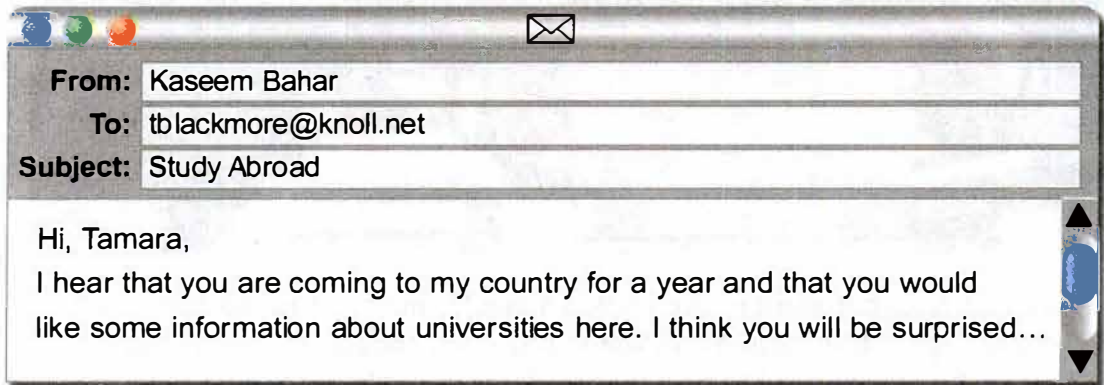 From: Kaseem Bahar
To: tblackmore@knoll.net
Subject: Study Abroad
Hi, Tamara,
I hear that you are coming to my country for a year and that you would
like some information about universities here. I think you will be surprised...